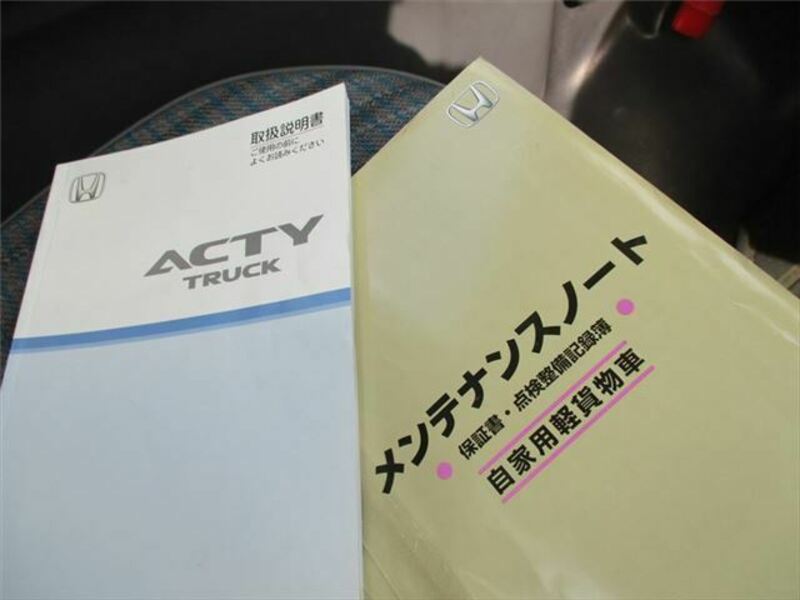 取扱説明書
ご使用の前に
よくお読みください
ACTY
TRUCK
メンテナンスノート
保証書・点検整備記録簿
自家用軽貨物車